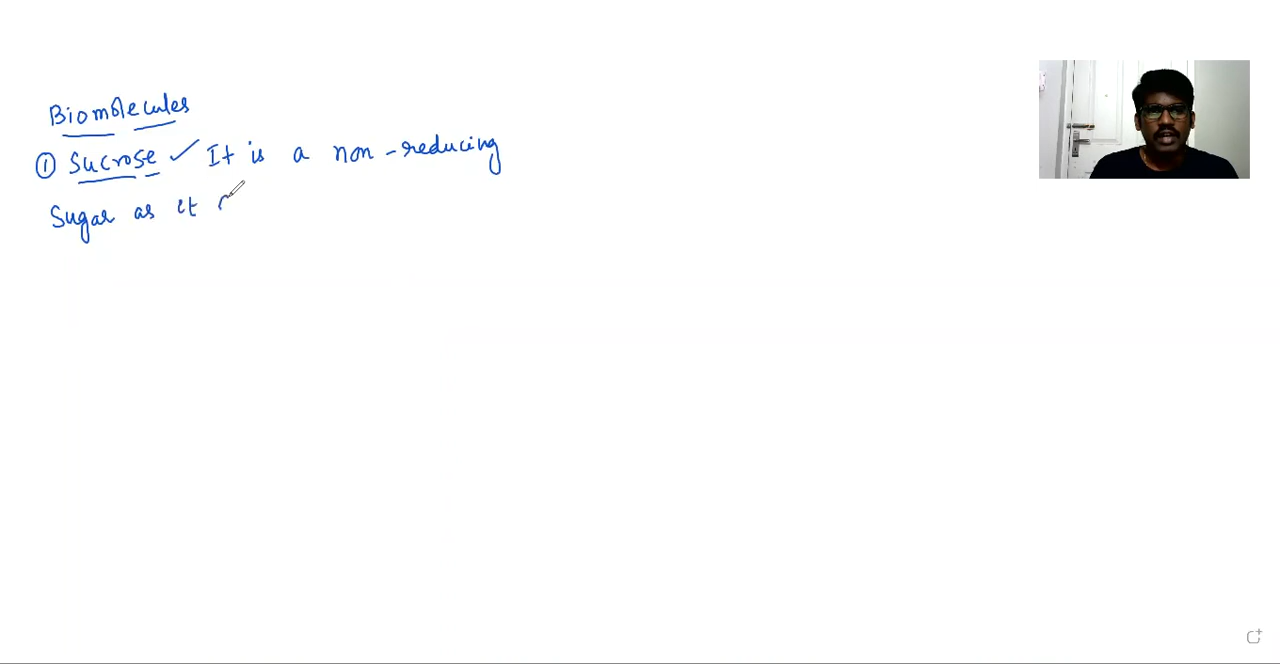 Biomolecules
① Sucrose ✓ It is a non-reducing
Sugar as it